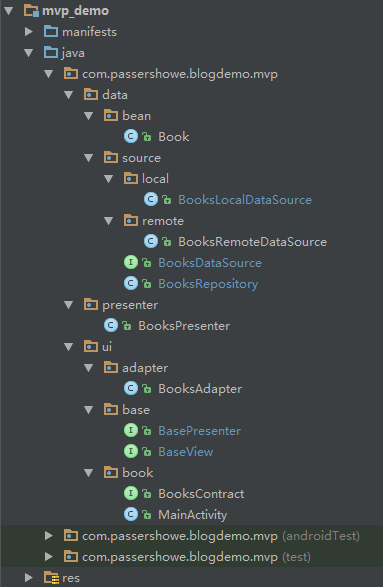 mvp_demo
manifests
java
com.passershowe.blogdemo.mvp
data
bean
C Book
source
local
C BooksLocalDataSource
remote
C BooksRemoteDataSource
I BooksDataSource
C BooksRepository
presenter
C BooksPresenter
ui
adapter
C BooksAdapter
base
I BasePresenter
I BaseView
book
I BooksContract
C MainActivity
com.passershowe.blogdemo.mvp (androidTest)
com.passershowe.blogdemo.mvp (test)
res